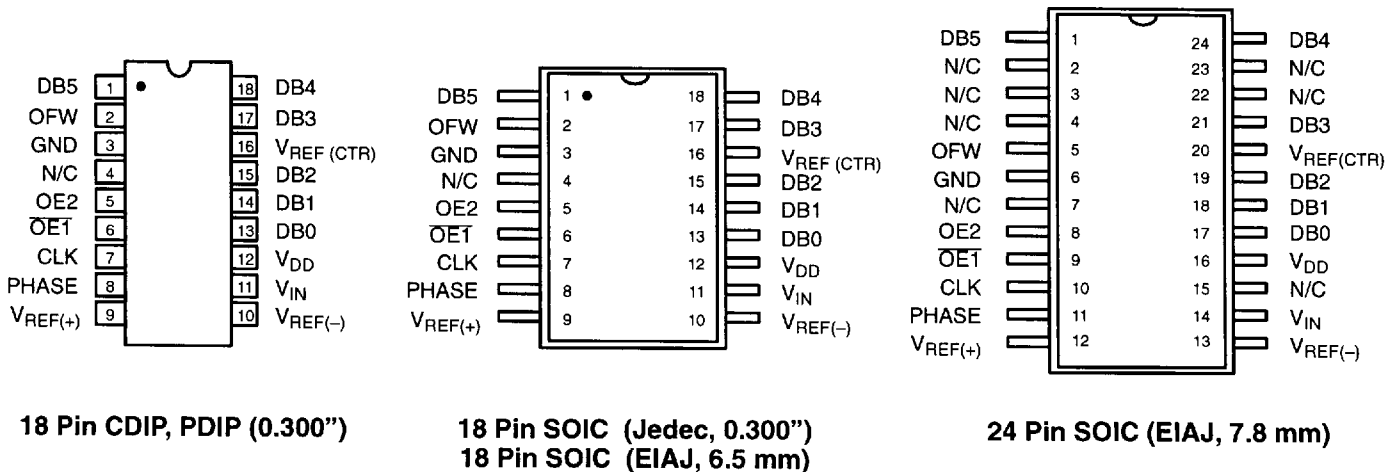 DB5 1 18 DB4
OFW 2 17 DB3
GND 3 16 VREF (CTR)
N/C 4 15 DB2
OE2 5 14 DB1
OE1 6 13 DB0
CLK 7 12 VDD
PHASE 8 11 VIN
VREF(+) 9 10 VREF(–)
18 Pin CDIP, PDIP (0.300”)
DB5 1 18 DB4
OFW 2 17 DB3
GND 3 16 VREF (CTR)
N/C 4 15 DB2
OE2 5 14 DB1
OE1 6 13 DB0
CLK 7 12 VDD
PHASE 8 11 VIN
VREF(+) 9 10 VREF(–)
18 Pin SOIC (Jedec, 0.300”)
18 Pin SOIC (EIAJ, 6.5 mm)
DB5 1 24 DB4
N/C 2 23 N/C
N/C 3 22 N/C
N/C 4 21 DB3
OFW 5 20 VREF(CTR)
GND 6 19 DB2
N/C 7 18 DB1
OE2 8 17 DB0
OE1 9 16 VDD
CLK 10 15 N/C
PHASE 11 14 VIN
VREF(+) 12 13 VREF(–)
24 Pin SOIC (EIAJ, 7.8 mm)